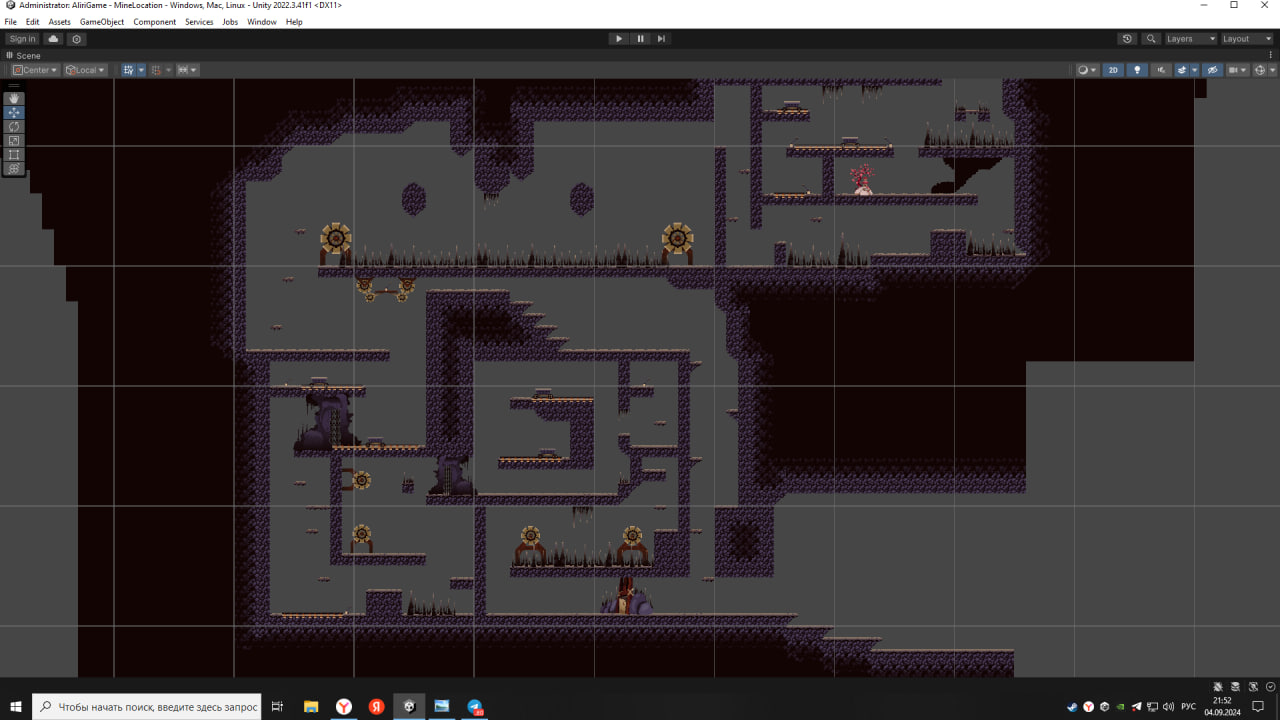 Administrator: AliriGame - MineLocation - Windows, Mac, Linux - Unity 2022.3.41f1 <DX11>
File Edit Assets GameObject Component Services Jobs Window Help
Sign in
Layers Layout
Scene
Center Local 2D
Чтобы начать поиск, введите здесь запрос
РУС
21:52
04.09.2024